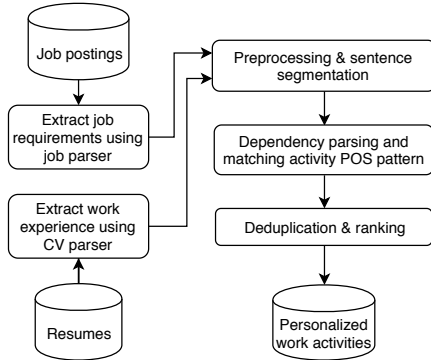 Job postings
Extract job
requirements using
job parser
Extract work
experience using
CV parser
Resumes
Preprocessing & sentence
segmentation
Dependency parsing and
matching activity POS pattern
Deduplication & ranking
Personalized
work activities